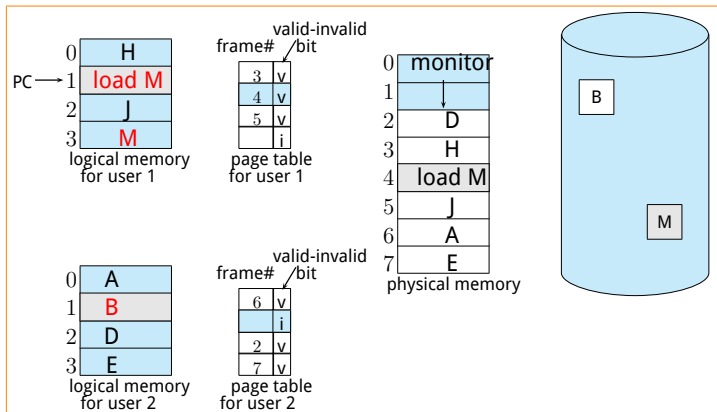 0 H
PC 1 load M
2 J
3 M
logical memory
for user 1
frame#
valid-invalid
bit
3 v
4 v
5 v
i
page table
for user 1
0 monitor
1
2 D
3 H
4 load M
5 J
6 A
7 E
physical memory
B
M
0 A
1 B
2 D
3 E
logical memory
for user 2
frame#
valid-invalid
bit
6 v
i
2 v
7 v
page table
for user 2